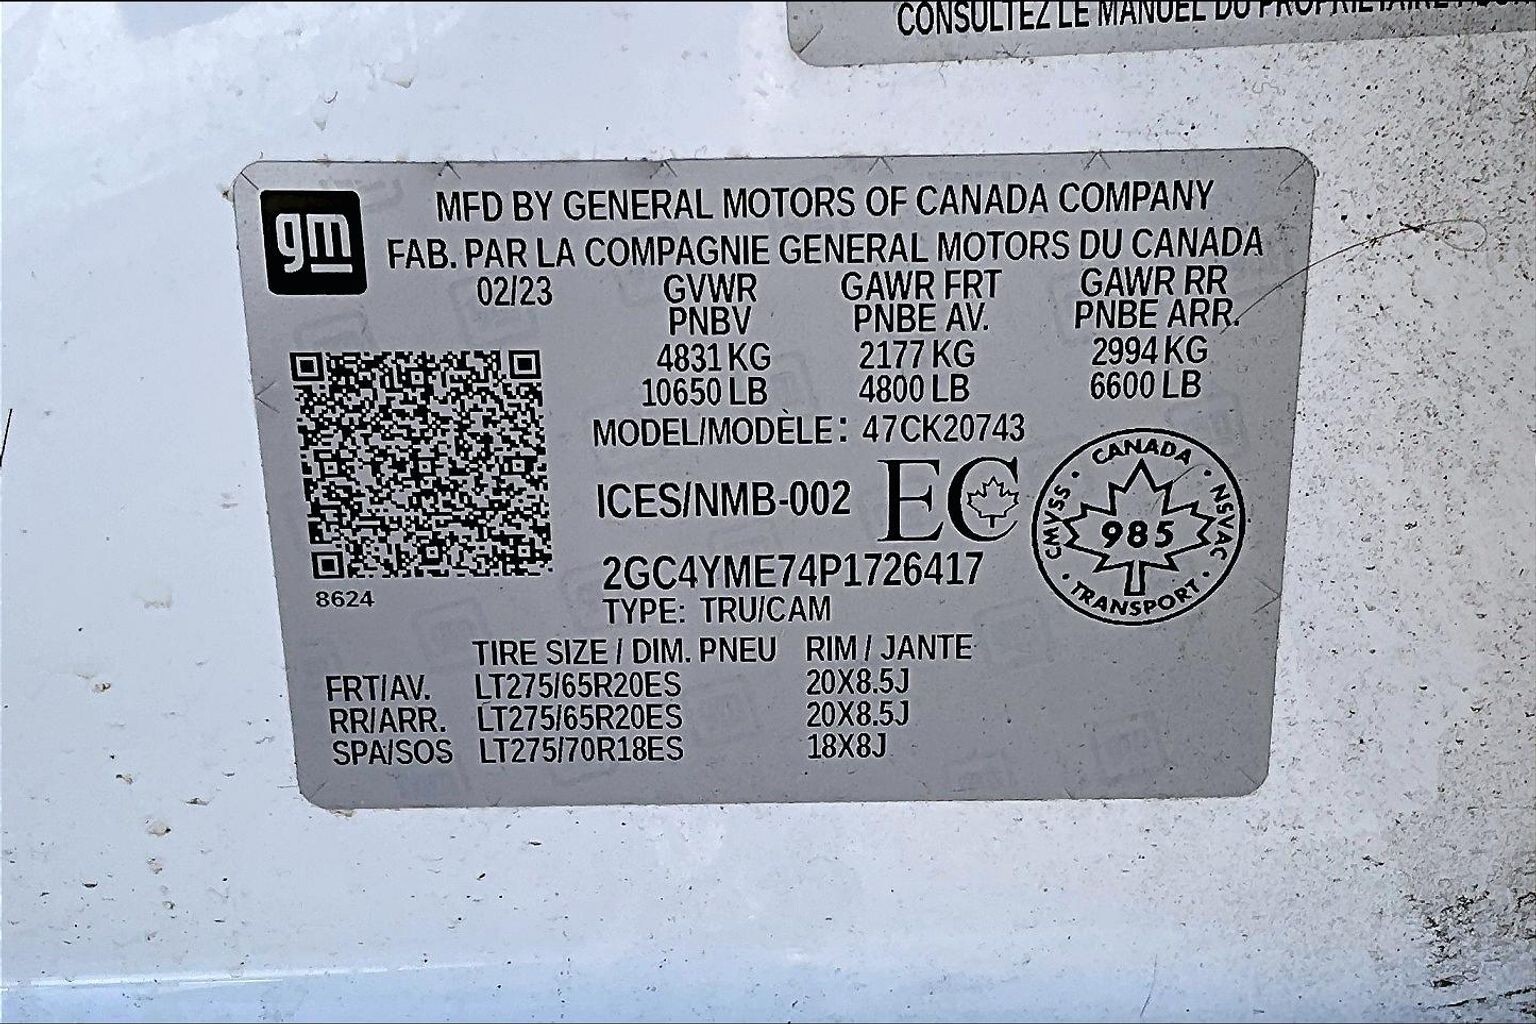 CONSULTEZ LE MANUEL DU PROPRIÉTAIRE
gm
MFD BY GENERAL MOTORS OF CANADA COMPANY
FAB. PAR LA COMPAGNIE GENERAL MOTORS DU CANADA
02/23 GVWR GAWR FRT GAWR RR
PNBV PNBE AV. PNBE ARR.
4831 KG 2177 KG 2994 KG
10650 LB 4800 LB 6600 LB
MODEL/MODÈLE: 47CK20743
ICES/NMB-002 EC
CANADA
CMVSS 985 NSVAC
TRANSPORT
2GC4YME74P1726417
8624
TYPE: TRU/CAM
TIRE SIZE / DIM. PNEU RIM / JANTE
FRT/AV. LT275/65R20ES 20X8.5J
RR/ARR. LT275/65R20ES 20X8.5J
SPA/SOS LT275/70R18ES 18X8J